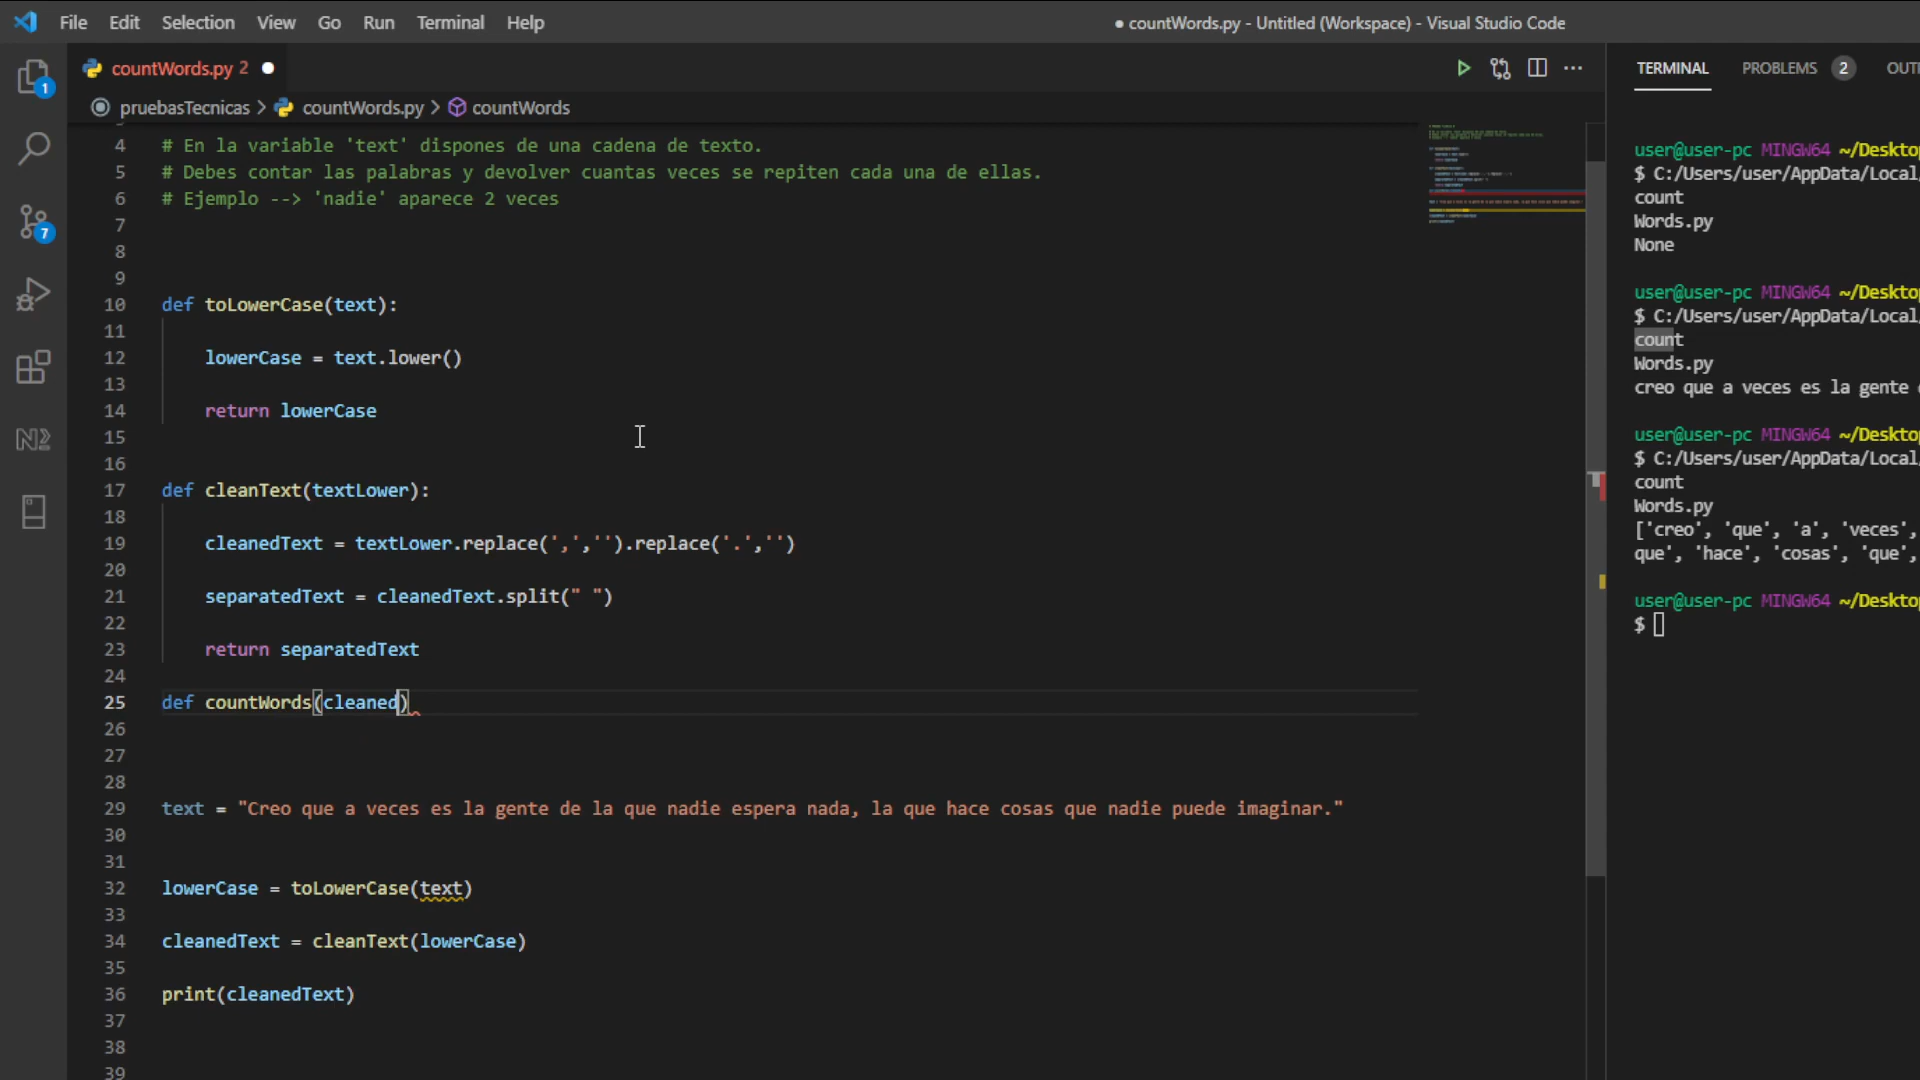 File Edit Selection View Go Run Terminal Help
● countWords.py - Untitled (Workspace) - Visual Studio Code
countWords.py 2 ●
TERMINAL PROBLEMS 2 OUT
pruebasTecnicas > countWords.py > countWords
1
7
4 # En la variable 'text' dispones de una cadena de texto.
5 # Debes contar las palabras y devolver cuantas veces se repiten cada una de ellas.
6 # Ejemplo --> 'nadie' aparece 2 veces
7
8
9
10 def toLowerCase(text):
11
12 lowerCase = text.lower()
13
14 return lowerCase
15
16
17 def cleanText(textLower):
18
19 cleanedText = textLower.replace(',','').replace('.','')
20
21 separatedText = cleanedText.split(" ")
22
23 return separatedText
24
25 def countWords(cleaned)
26
27
28
29 text = "Creo que a veces es la gente de la que nadie espera nada, la que hace cosas que nadie puede imaginar."
30
31
32 lowerCase = toLowerCase(text)
33
34 cleanedText = cleanText(lowerCase)
35
36 print(cleanedText)
37
38
39
user@user-pc MINGW64 ~/Desktop
$ C:/Users/user/AppData/Local/
count
Words.py
None
user@user-pc MINGW64 ~/Desktop
$ C:/Users/user/AppData/Local/
count
Words.py
creo que a veces es la gente
user@user-pc MINGW64 ~/Desktop
$ C:/Users/user/AppData/Local/
count
Words.py
['creo', 'que', 'a', 'veces',
que', 'hace', 'cosas', 'que',
user@user-pc MINGW64 ~/Desktop
$